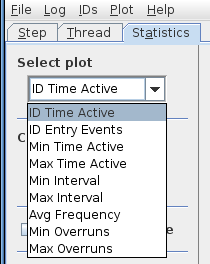 File Log IDs Plot Help
Step Thread Statistics
Select plot
ID Time Active
ID Time Active
ID Entry Events
Min Time Active
Max Time Active
Min Interval
Max Interval
Avg Frequency
Min Overruns
Max Overruns